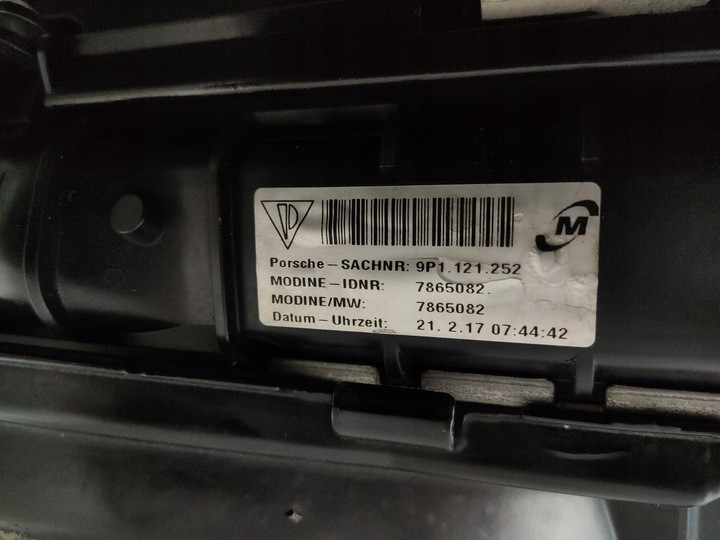 M
Porsche – SACHNR: 9P1.121.252
MODINE – IDNR: 7865082.
MODINE/MW: 7865082
Datum – Uhrzeit: 21. 2.17 07:44:42